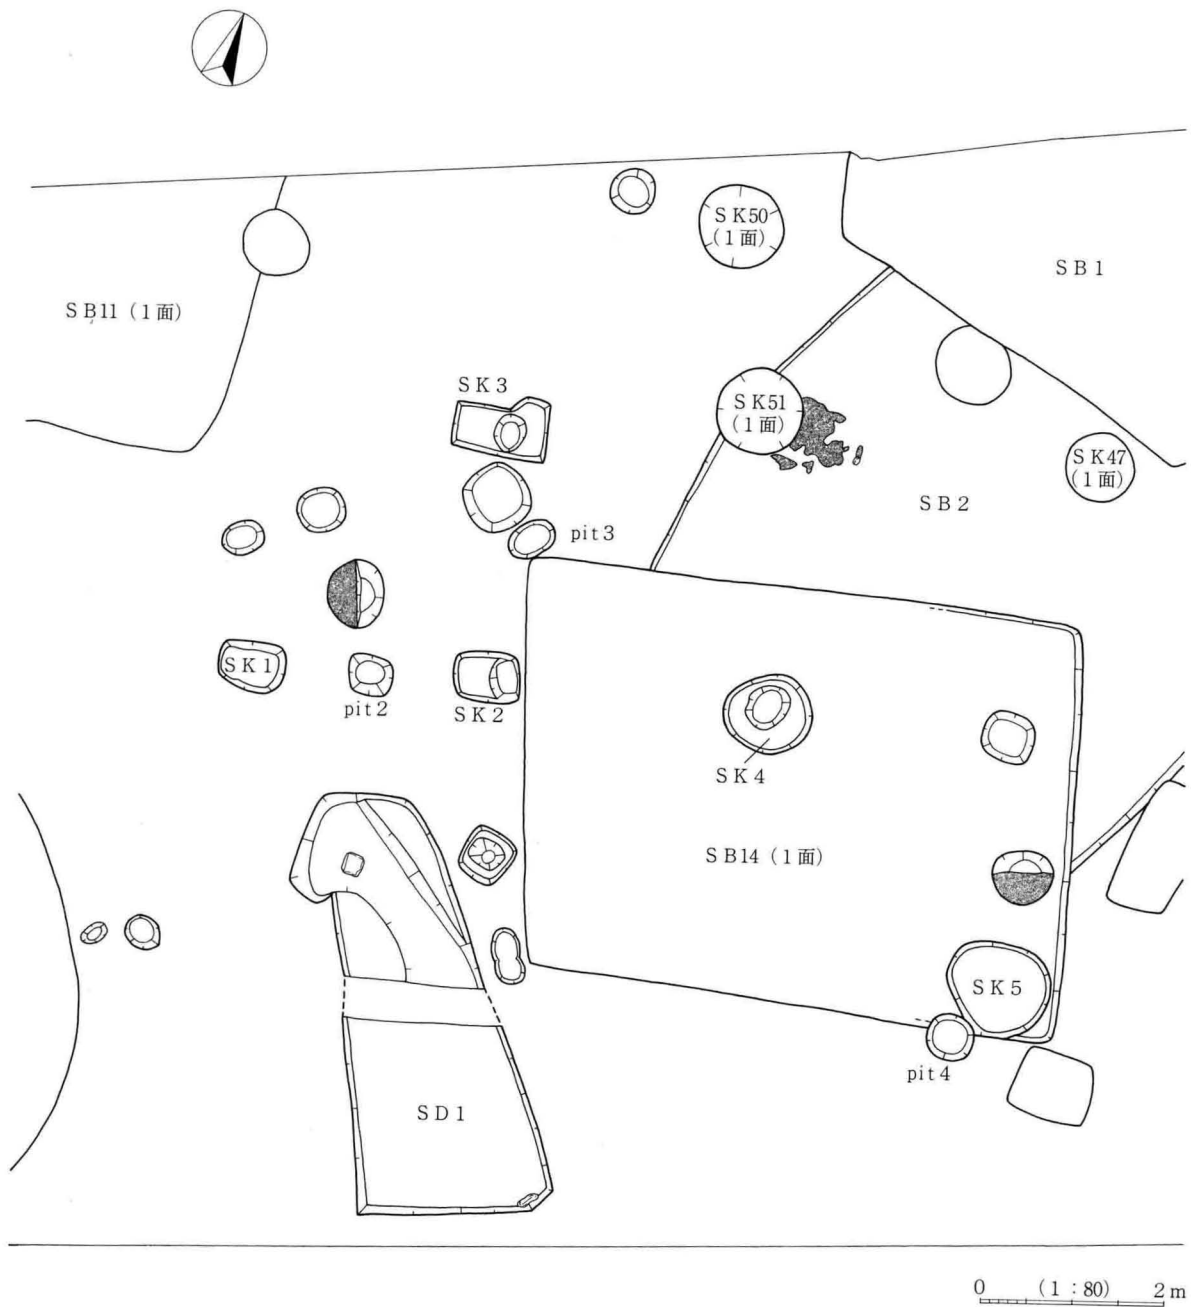 SK50
(1面)
SB1
SB11 (1面)
SK3
SK51
(1面)
SK47
(1面)
SB2
pit3
SK1
pit2
SK2
SK4
SB14 (1面)
SK5
pit4
SD1
0 (1:80) 2m